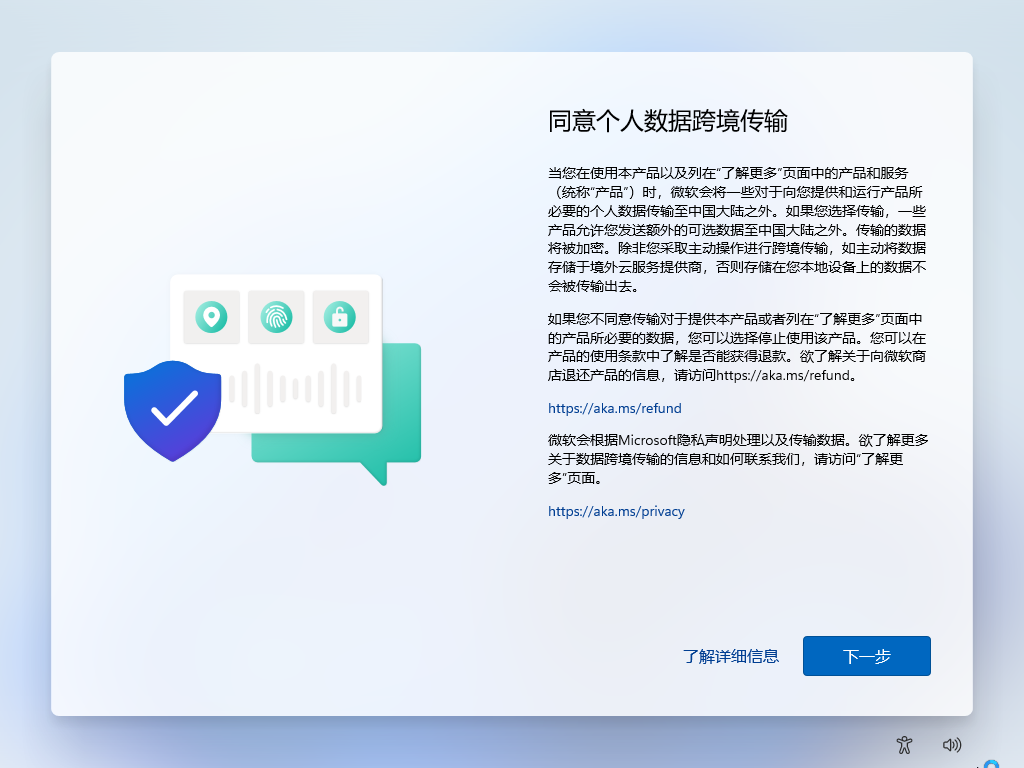 同意个人数据跨境传输
当您在使用本产品以及列在“了解更多”页面中的产品和服务
（统称“产品”）时，微软会将一些对于向您提供和运行产品所
必要的个人数据传输至中国大陆之外。如果您选择传输，一些
产品允许您发送额外的可选数据至中国大陆之外。传输的数据
将被加密。除非您采取主动操作进行跨境传输，如主动将数据
存储于境外云服务提供商，否则存储在您本地设备上的数据不
会被传输出去。
如果您不同意传输对于提供本产品或者列在“了解更多”页面中
的产品所必要的数据，您可以选择停止使用该产品。您可以在
产品的使用条款中了解是否能获得退款。欲了解关于向微软商
店退还产品的信息，请访问https://aka.ms/refund。
https://aka.ms/refund
微软会根据Microsoft隐私声明处理以及传输数据。欲了解更多
关于数据跨境传输的信息和如何联系我们，请访问“了解更
多”页面。
https://aka.ms/privacy
了解详细信息
下一步